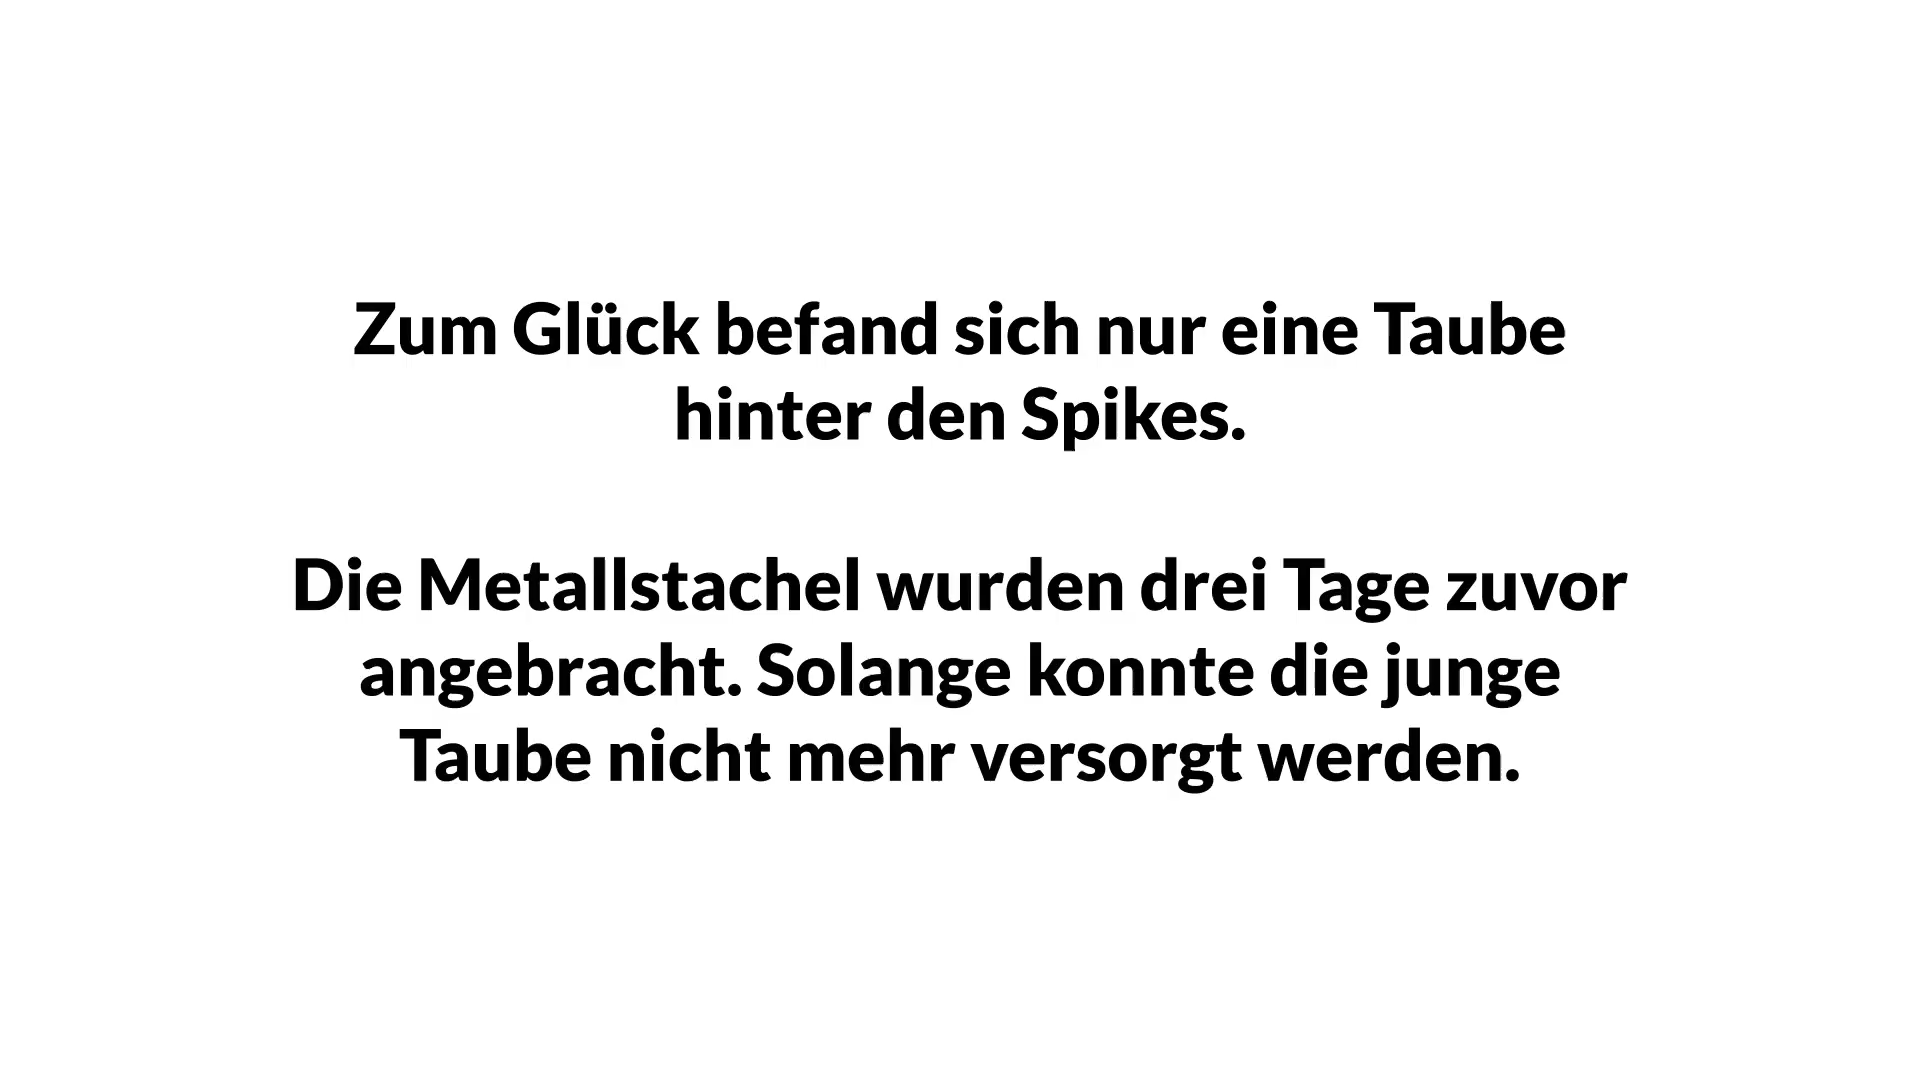 Zum Glück befand sich nur eine Taube
hinter den Spikes.
Die Metallstachel wurden drei Tage zuvor
angebracht. Solange konnte die junge
Taube nicht mehr versorgt werden.